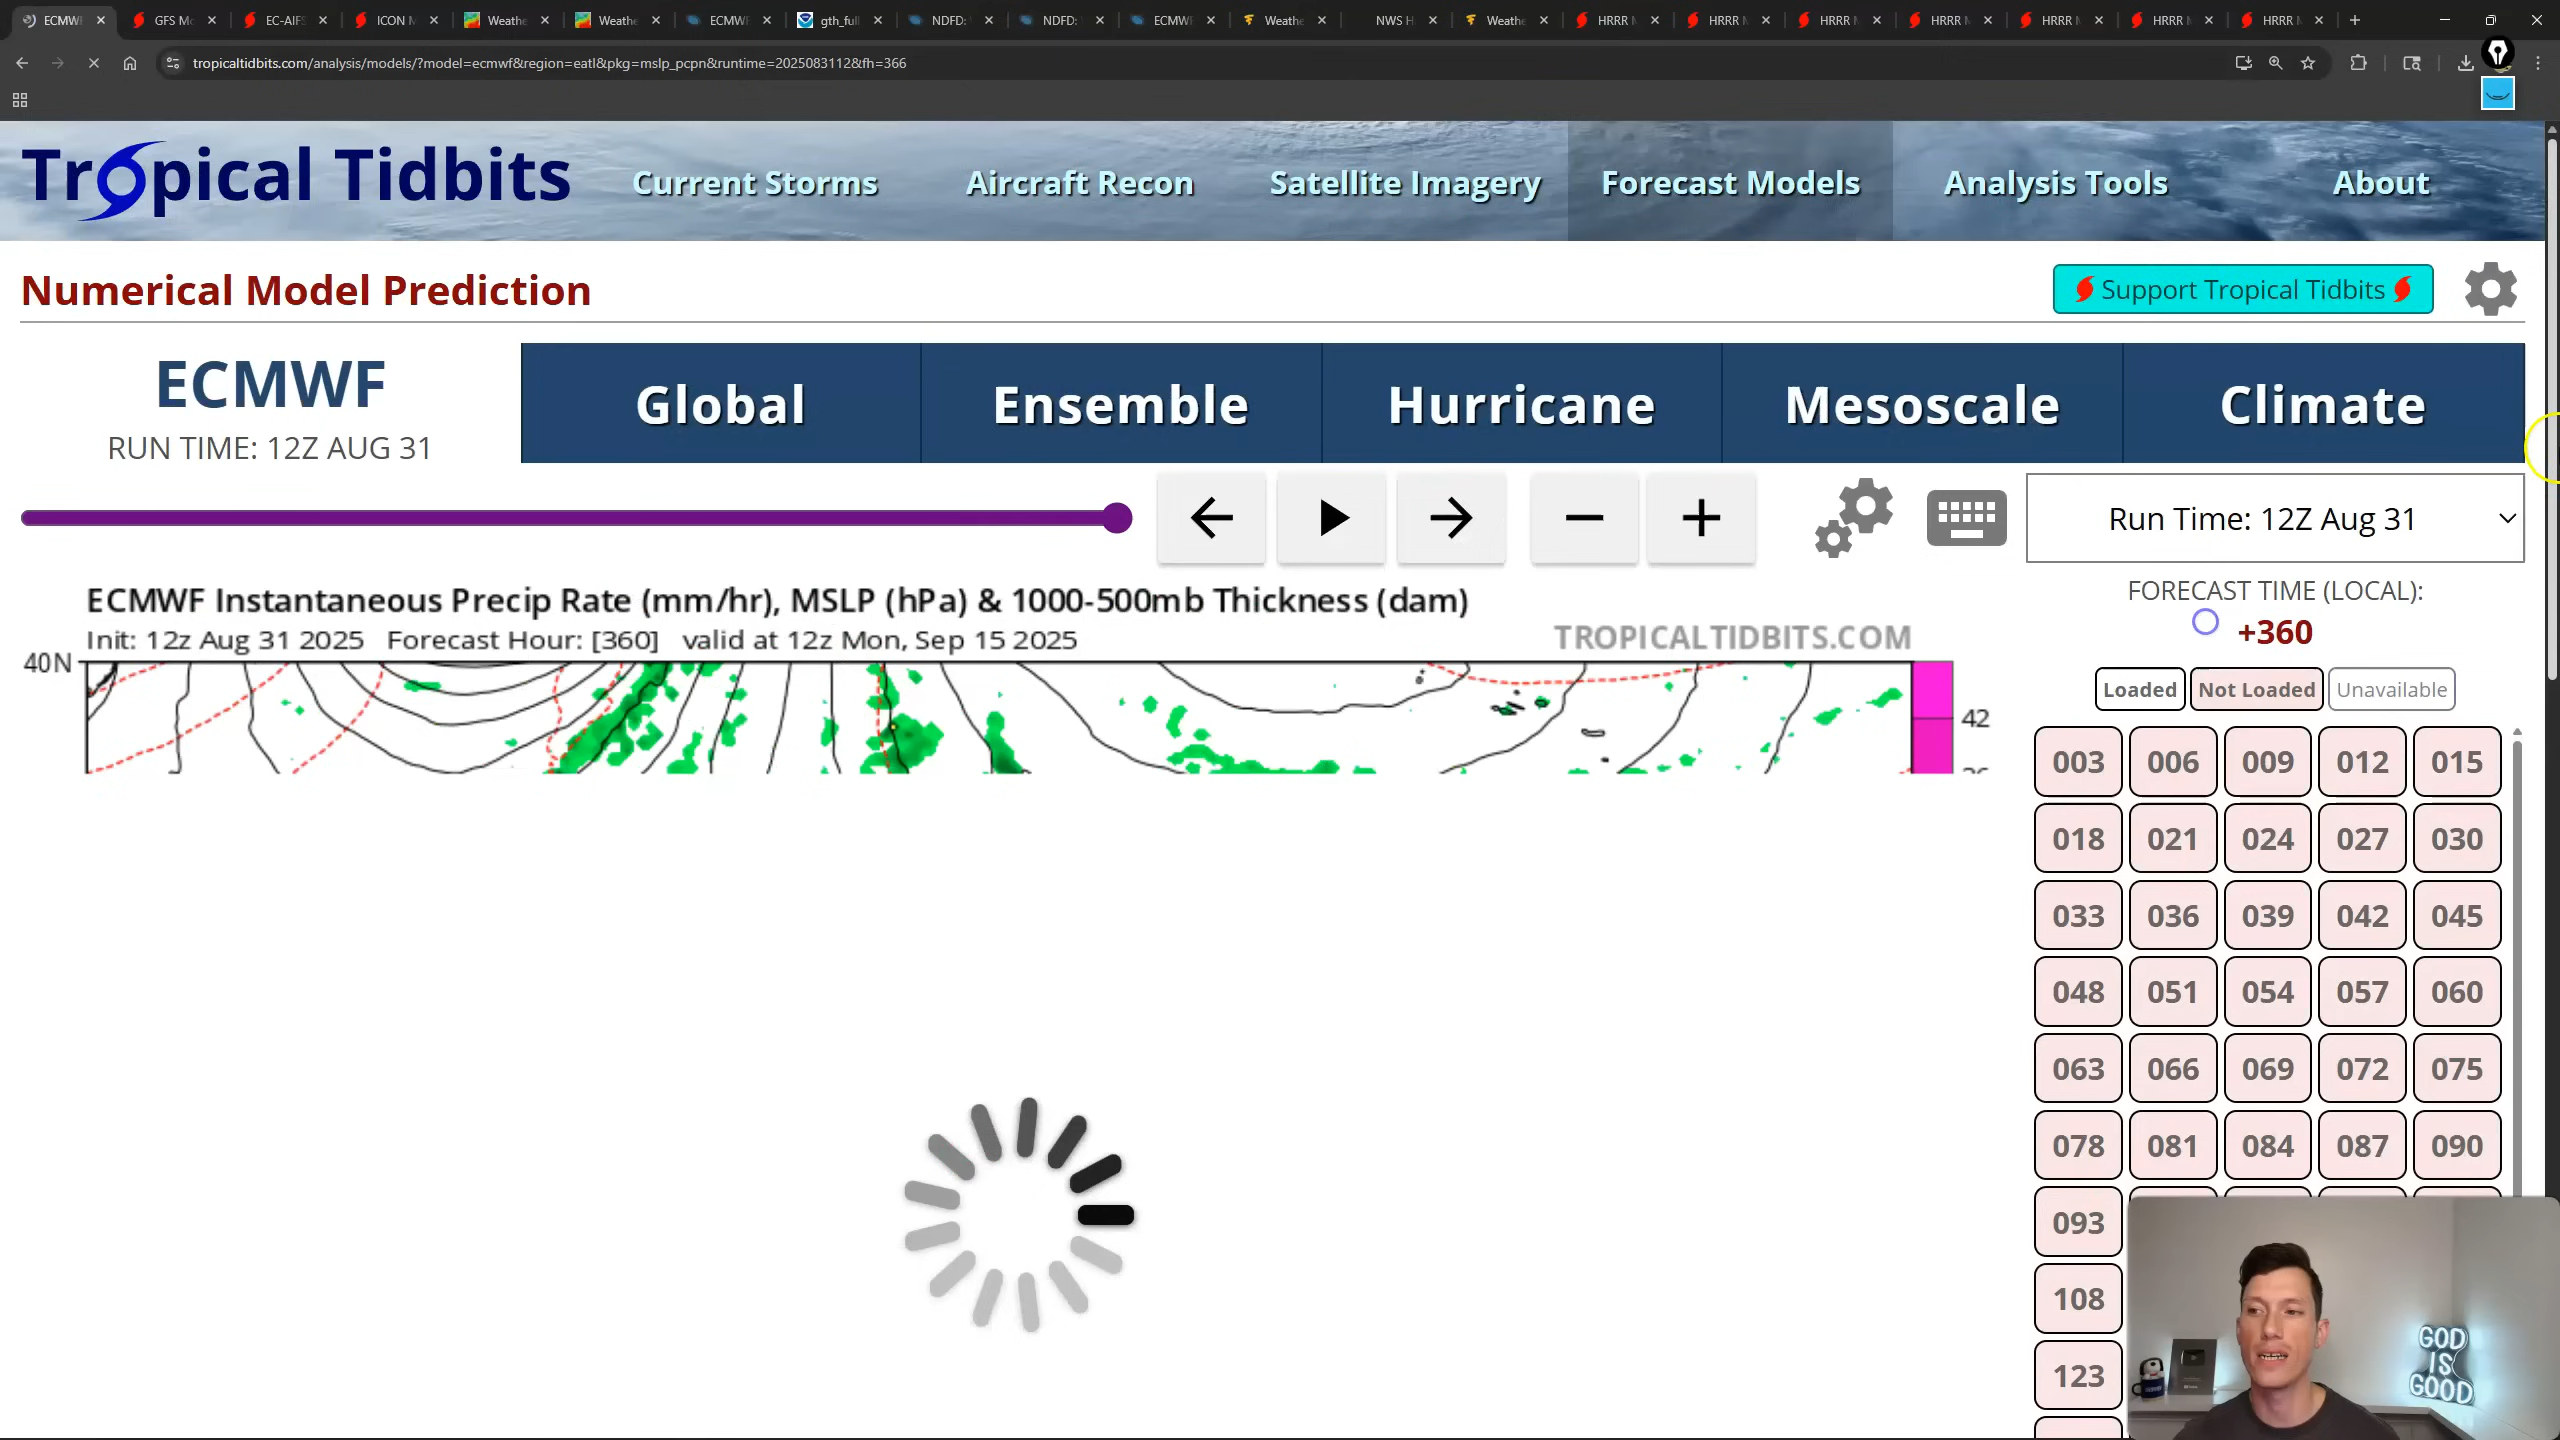 ECMWF
GFS Mo
EC-AIFS
ICON M
Weathe
Weathe
ECMWF
gth_full
NDFD:
NDFD:
ECMWF
Weathe
NWS H
Weathe
HRRR M
HRRR M
HRRR M
HRRR M
HRRR M
HRRR M
HRRR M
tropicaltidbits.com/analysis/models/?model=ecmwf&region=eatl&pkg=mslp_pcpn&runtime=2025083112&fh=366
Tropical Tidbits
Current Storms
Aircraft Recon
Satellite Imagery
Forecast Models
Analysis Tools
About
Numerical Model Prediction
Support Tropical Tidbits
ECMWF
RUN TIME: 12Z AUG 31
Global
Ensemble
Hurricane
Mesoscale
Climate
Run Time: 12Z Aug 31
ECMWF Instantaneous Precip Rate (mm/hr), MSLP (hPa) & 1000-500mb Thickness (dam)
Init: 12z Aug 31 2025 Forecast Hour: [360] valid at 12z Mon, Sep 15 2025
TROPICALTIDBITS.COM
40N
42
FORECAST TIME (LOCAL):
+360
Loaded Not Loaded Unavailable
003 006 009 012 015
018 021 024 027 030
033 036 039 042 045
048 051 054 057 060
063 066 069 072 075
078 081 084 087 090
093
108
123
GOD
IS
GOOD